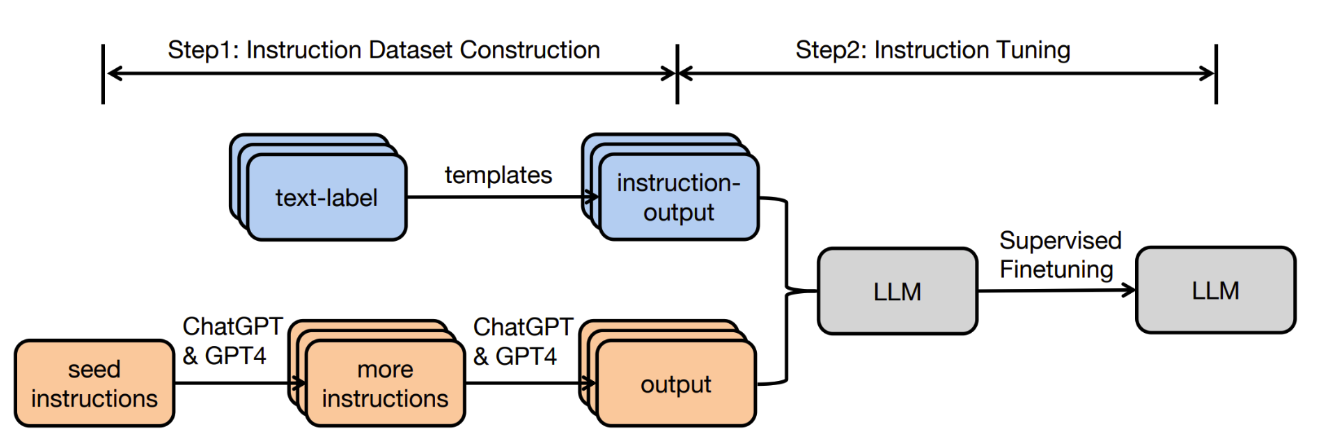 Step1: Instruction Dataset Construction
Step2: Instruction Tuning
text-label
templates
instruction-
output
LLM
Supervised
Finetuning
LLM
seed
instructions
ChatGPT
& GPT4
more
instructions
ChatGPT
& GPT4
output